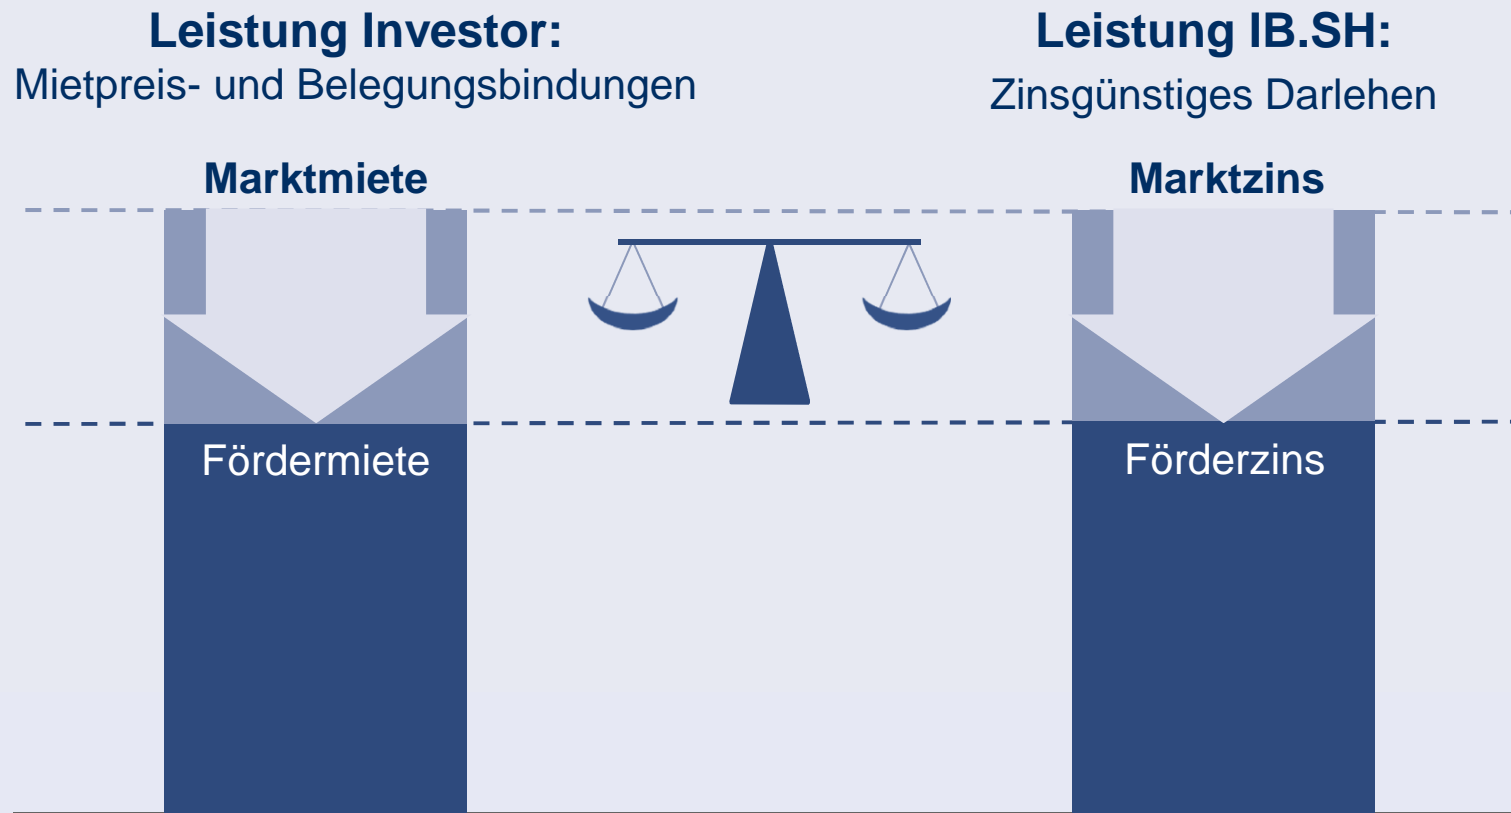 Leistung Investor:
Mietpreis- und Belegungsbindungen
Leistung IB.SH:
Zinsgünstiges Darlehen
Marktmiete
Marktzins
Fördermiete
Förderzins